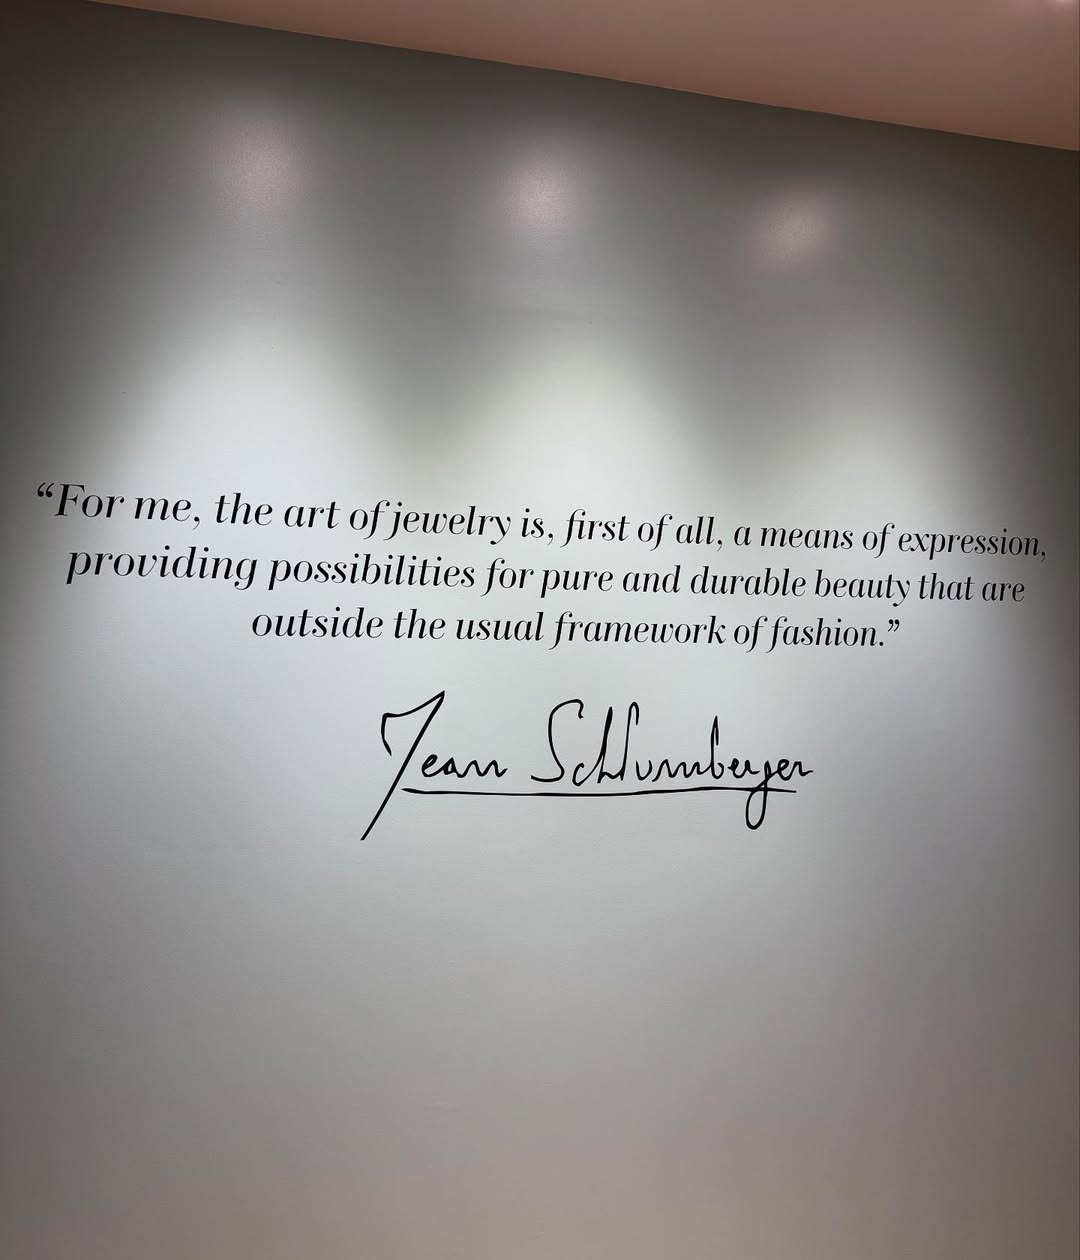 “For me, the art of jewelry is, first of all, a means of expression,
providing possibilities for pure and durable beauty that are
outside the usual framework of fashion.”
Jean Schlumberger